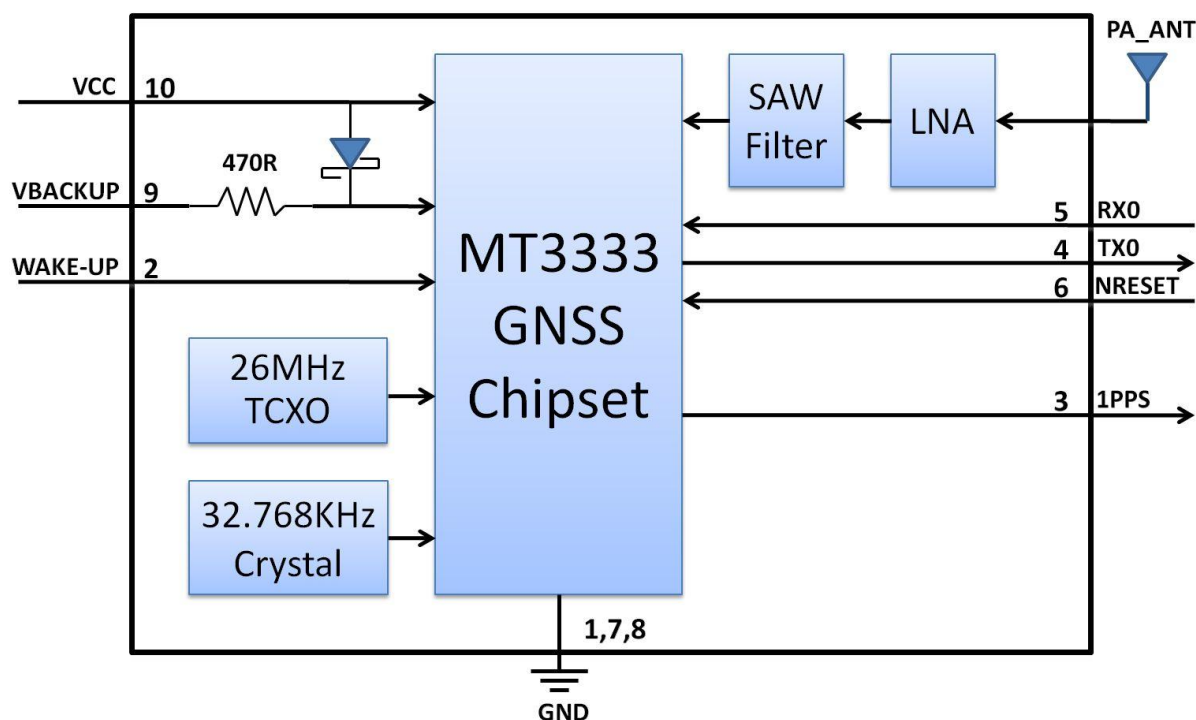 PA_ANT
VCC
10
SAW
Filter
LNA
470R
VBACKUP
9
5
RX0
4
TX0
WAKE-UP
2
MT3333
GNSS
Chipset
6
NRESET
26MHz
TCXO
3
1PPS
32.768KHz
Crystal
1,7,8
GND